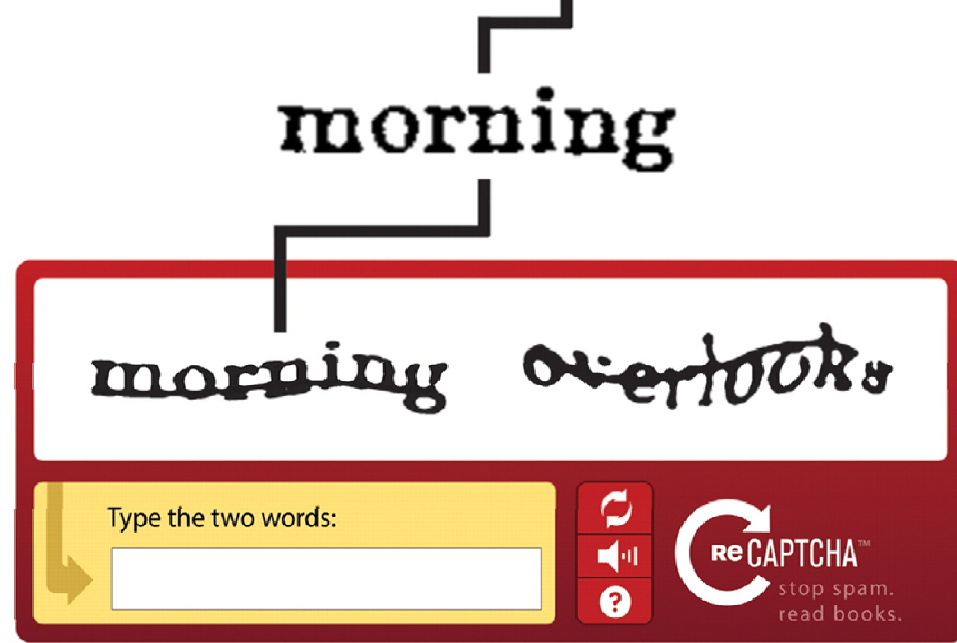 morning
morning overlooks
Type the two words:
reCAPTCHA™
stop spam.
read books.